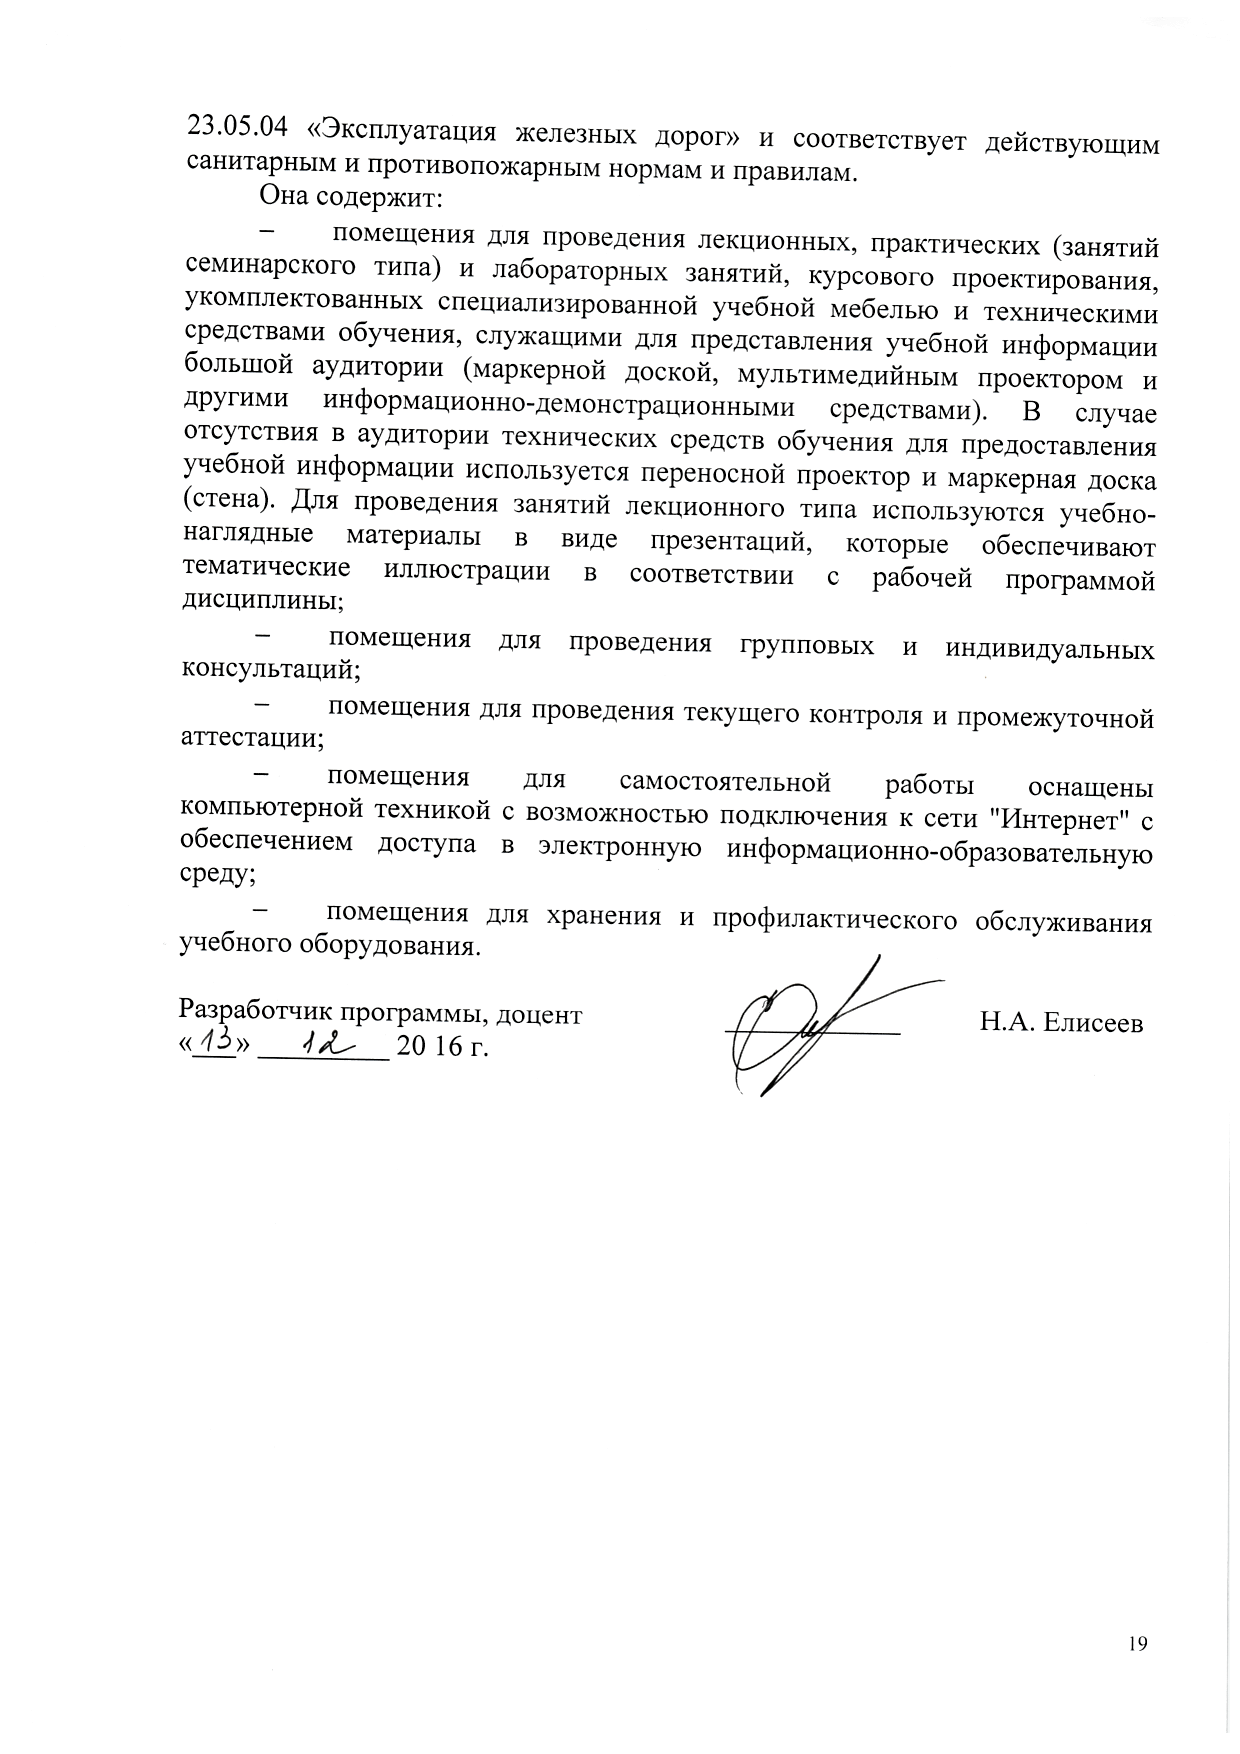 23.05.04 «Эксплуатация железных дорог» и соответствует действующим
санитарным и противопожарным нормам и правилам.
Она содержит:
− помещения для проведения лекционных, практических (занятий
семинарского типа) и лабораторных занятий, курсового проектирования,
укомплектованных специализированной учебной мебелью и техническими
средствами обучения, служащими для представления учебной информации
большой аудитории (маркерной доской, мультимедийным проектором и
другими информационно-демонстрационными средствами). В случае
отсутствия в аудитории технических средств обучения для предоставления
учебной информации используется переносной проектор и маркерная доска
(стена). Для проведения занятий лекционного типа используются учебно-
наглядные материалы в виде презентаций, которые обеспечивают
тематические иллюстрации в соответствии с рабочей программой
дисциплины;
− помещения для проведения групповых и индивидуальных
консультаций;
− помещения для проведения текущего контроля и промежуточной
аттестации;
− помещения для самостоятельной работы оснащены
компьютерной техникой с возможностью подключения к сети "Интернет" с
обеспечением доступа в электронную информационно-образовательную
среду;
− помещения для хранения и профилактического обслуживания
учебного оборудования.
Разработчик программы, доцент Н.А. Елисеев
«13» 12 20 16 г.
19